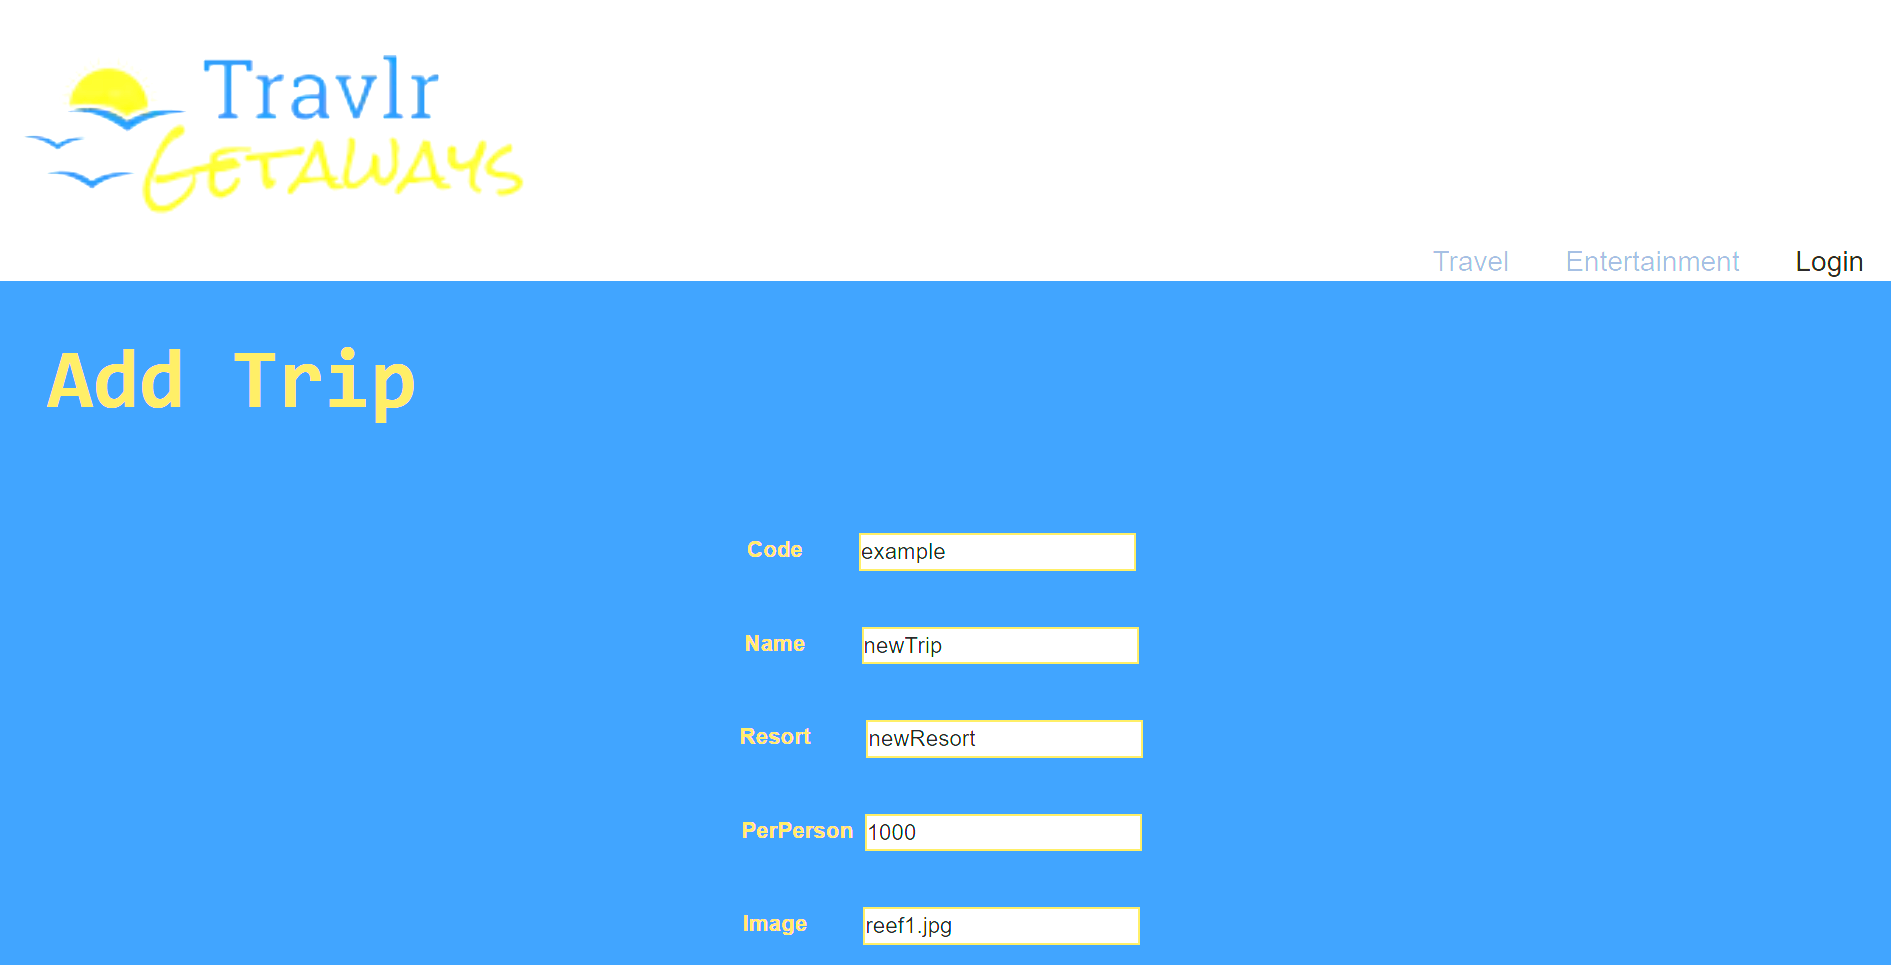 Travlr
GETAWAYS
Travel Entertainment Login
Add Trip
Code example
Name newTrip
Resort newResort
PerPerson 1000
Image reef1.jpg